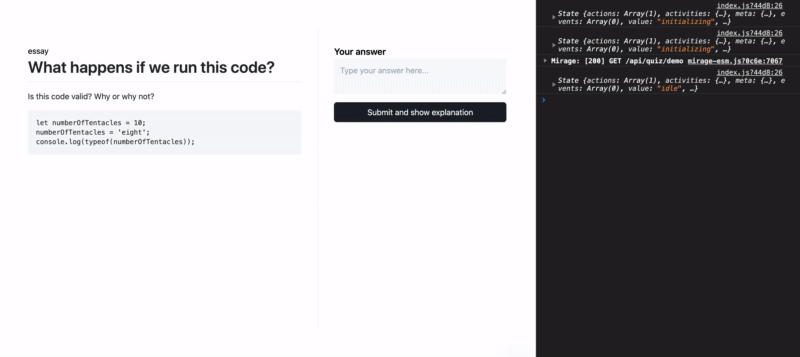 essay
What happens if we run this code?
Is this code valid? Why or why not?
let numberOfTentacles = 10;
numberOfTentacles = 'eight';
console.log(typeof(numberOfTentacles));
Your answer
Type your answer here...
Submit and show explanation
index.js?44d8:26
State {actions: Array(1), activities: {…}, meta: {…}, e
vents: Array(0), value: "initializing", …}
index.js?44d8:26
State {actions: Array(1), activities: {…}, meta: {…}, e
vents: Array(0), value: "initializing", …}
Mirage: [200] GET /api/quiz/demo mirage-esm.js?0c6e:7067
index.js?44d8:26
State {actions: Array(1), activities: {…}, meta: {…}, e
vents: Array(0), value: "idle", …}